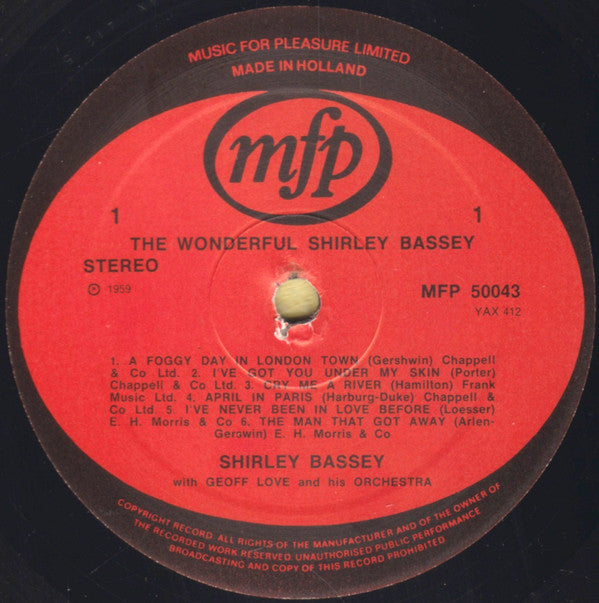 MUSIC FOR PLEASURE LIMITED
MADE IN HOLLAND
mfp
1 1
THE WONDERFUL SHIRLEY BASSEY
STEREO
℗ 1959
MFP 50043
YAX 412
1. A FOGGY DAY IN LONDON TOWN (Gershwin) Chappell
& Co Ltd. 2. I'VE GOT YOU UNDER MY SKIN (Porter)
Chappell & Co Ltd. 3. CRY ME A RIVER (Hamilton) Frank
Music Ltd. 4. APRIL IN PARIS (Harburg-Duke) Chappell &
Co Ltd. 5 I'VE NEVER BEEN IN LOVE BEFORE (Loesser)
E. H. Morris & Co 6. THE MAN THAT GOT AWAY (Arlen-
Gerswin) E. H. Morris & Co
SHIRLEY BASSEY
with GEOFF LOVE and his ORCHESTRA
COPYRIGHT RECORD. ALL RIGHTS OF THE MANUFACTURER AND OF THE OWNER OF
THE RECORDED WORK RESERVED. UNAUTHORISED PUBLIC PERFORMANCE
BROADCASTING AND COPY OF THIS RECORD PROHIBITED.